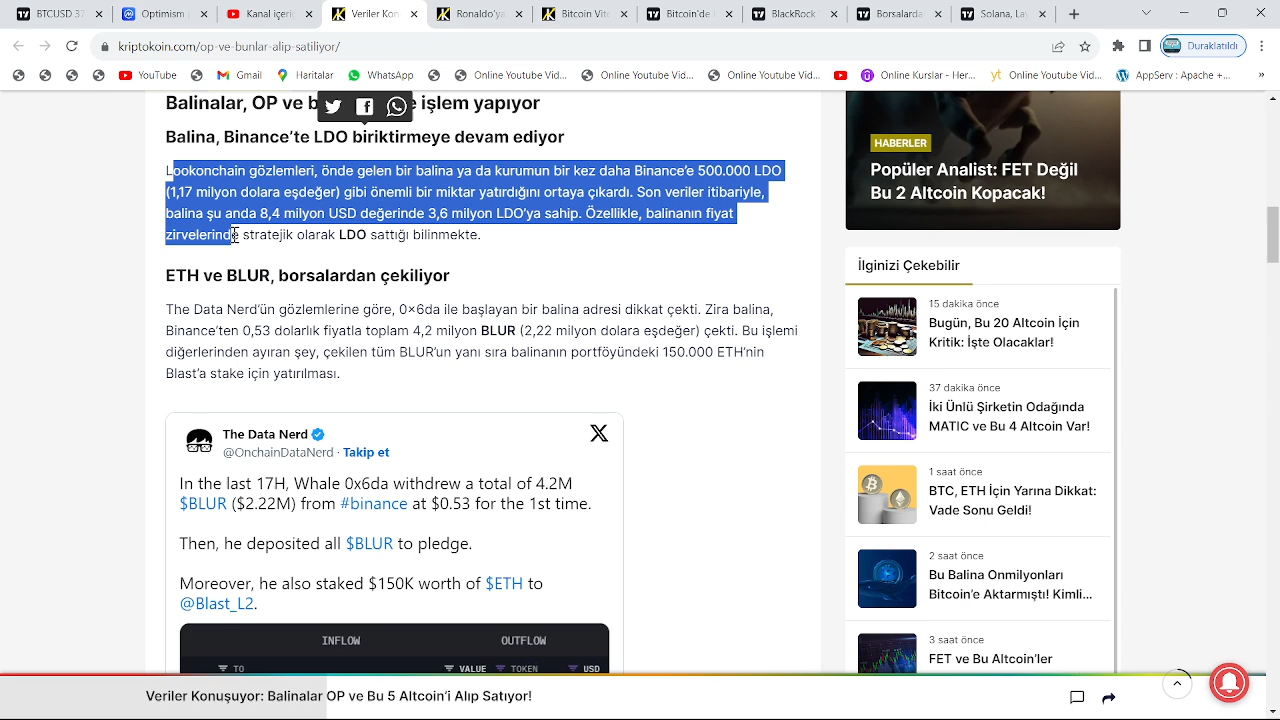 BTCUSD 37
Optimism
Kanal içeri
Veriler Kon
Ronaldo'ya
Bitcoin Vite
Bitcoin'de
BlackRock
Borsalarda
Solana, La
kriptokoin.com/op-ve-bunlar-alip-satiliyor/
Duraklatıldı
YouTube
Gmail
Haritalar
WhatsApp
Online Youtube Vid...
Online Youtube Vid...
Online Youtube Vid...
Online Kurslar - Her...
Online Youtube Vid...
AppServ : Apache +...
»
Balinalar, OP ve b
işlem yapıyor
Balina, Binance'te LDO biriktirmeye devam ediyor
Lookonchain gözlemleri, önde gelen bir balina ya da kurumun bir kez daha Binance'e 500.000 LDO
(1,17 milyon dolara eşdeğer) gibi önemli bir miktar yatırdığını ortaya çıkardı. Son veriler itibariyle,
balina şu anda 8,4 milyon USD değerinde 3,6 milyon LDO'ya sahip. Özellikle, balinanın fiyat
zirvelerinde stratejik olarak LDO sattığı bilinmekte.
ETH ve BLUR, borsalardan çekiliyor
The Data Nerd'ün gözlemlerine göre, 0x6da ile başlayan bir balina adresi dikkat çekti. Zira balina,
Binance'ten 0,53 dolarlık fiyatla toplam 4,2 milyon BLUR (2,22 milyon dolara eşdeğer) çekti. Bu işlemi
diğerlerinden ayıran şey, çekilen tüm BLUR'un yanı sıra balinanın portföyündeki 150.000 ETH'nin
Blast'a stake için yatırılması.
The Data Nerd
@OnchainDataNerd · Takip et
In the last 17H, Whale 0x6da withdrew a total of 4.2M
$BLUR ($2.22M) from #binance at $0.53 for the 1st time.
Then, he deposited all $BLUR to pledge.
Moreover, he also staked $150K worth of $ETH to
@Blast_L2.
INFLOW
OUTFLOW
TO
VALUE
TOKEN
USD
HABERLER
Popüler Analist: FET Değil
Bu 2 Altcoin Kopacak!
İlginizi Çekebilir
15 dakika önce
Bugün, Bu 20 Altcoin İçin
Kritik: İşte Olacaklar!
37 dakika önce
İki Ünlü Şirketin Odağında
MATIC ve Bu 4 Altcoin Var!
1 saat önce
BTC, ETH İçin Yarına Dikkat:
Vade Sonu Geldi!
2 saat önce
Bu Balina Onmilyonları
Bitcoin'e Aktarmıştı! Kimli...
3 saat önce
FET ve Bu Altcoin'ler
Veriler Konuşuyor: Balinalar OP ve Bu 5 Altcoin'i Alıp Satıyor!